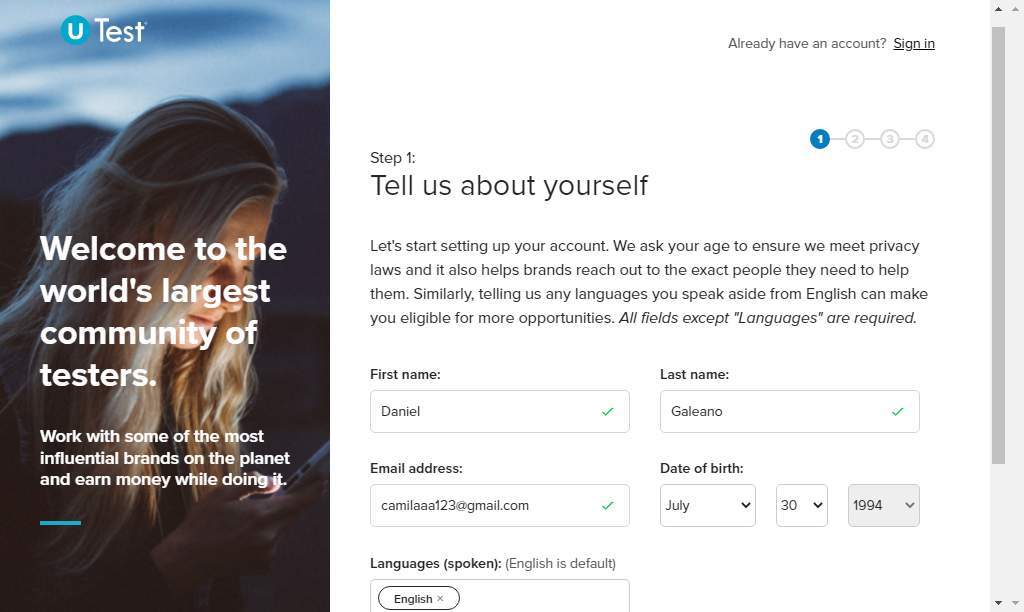 U Test
Already have an account? Sign in
1 2 3 4
Step 1:
Tell us about yourself
Welcome to the
world's largest
community of
testers.
Work with some of the most
influential brands on the planet
and earn money while doing it.
Let's start setting up your account. We ask your age to ensure we meet privacy
laws and it also helps brands reach out to the exact people they need to help
them. Similarly, telling us any languages you speak aside from English can make
you eligible for more opportunities. All fields except "Languages" are required.
First name: Last name:
Daniel Galeano
Email address: Date of birth:
camilaaa123@gmail.com July 30 1994
Languages (spoken): (English is default)
English ×